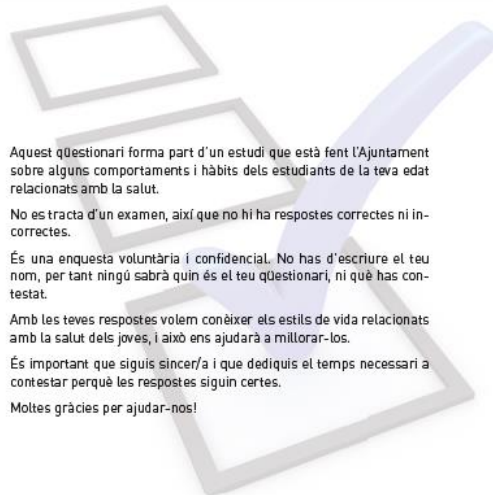 Aquest qüestionari forma part d'un estudi que està fent l'Ajuntament
sobre alguns comportaments i hàbits dels estudiants de la teva edat
relacionats amb la salut.
No es tracta d'un examen, així que no hi ha respostes correctes ni in-
correctes.
És una enquesta voluntària i confidencial. No has d'escriure el teu
nom, per tant ningú sabrà quin és el teu qüestionari, ni què has con-
testat.
Amb les teves respostes volem conèixer els estils de vida relacionats
amb la salut dels joves, i això ens ajudarà a millorar-los.
És important que siguis sincer/a i que dediquis el temps necessari a
contestar perquè les respostes siguin certes.
Moltes gràcies per ajudar-nos!